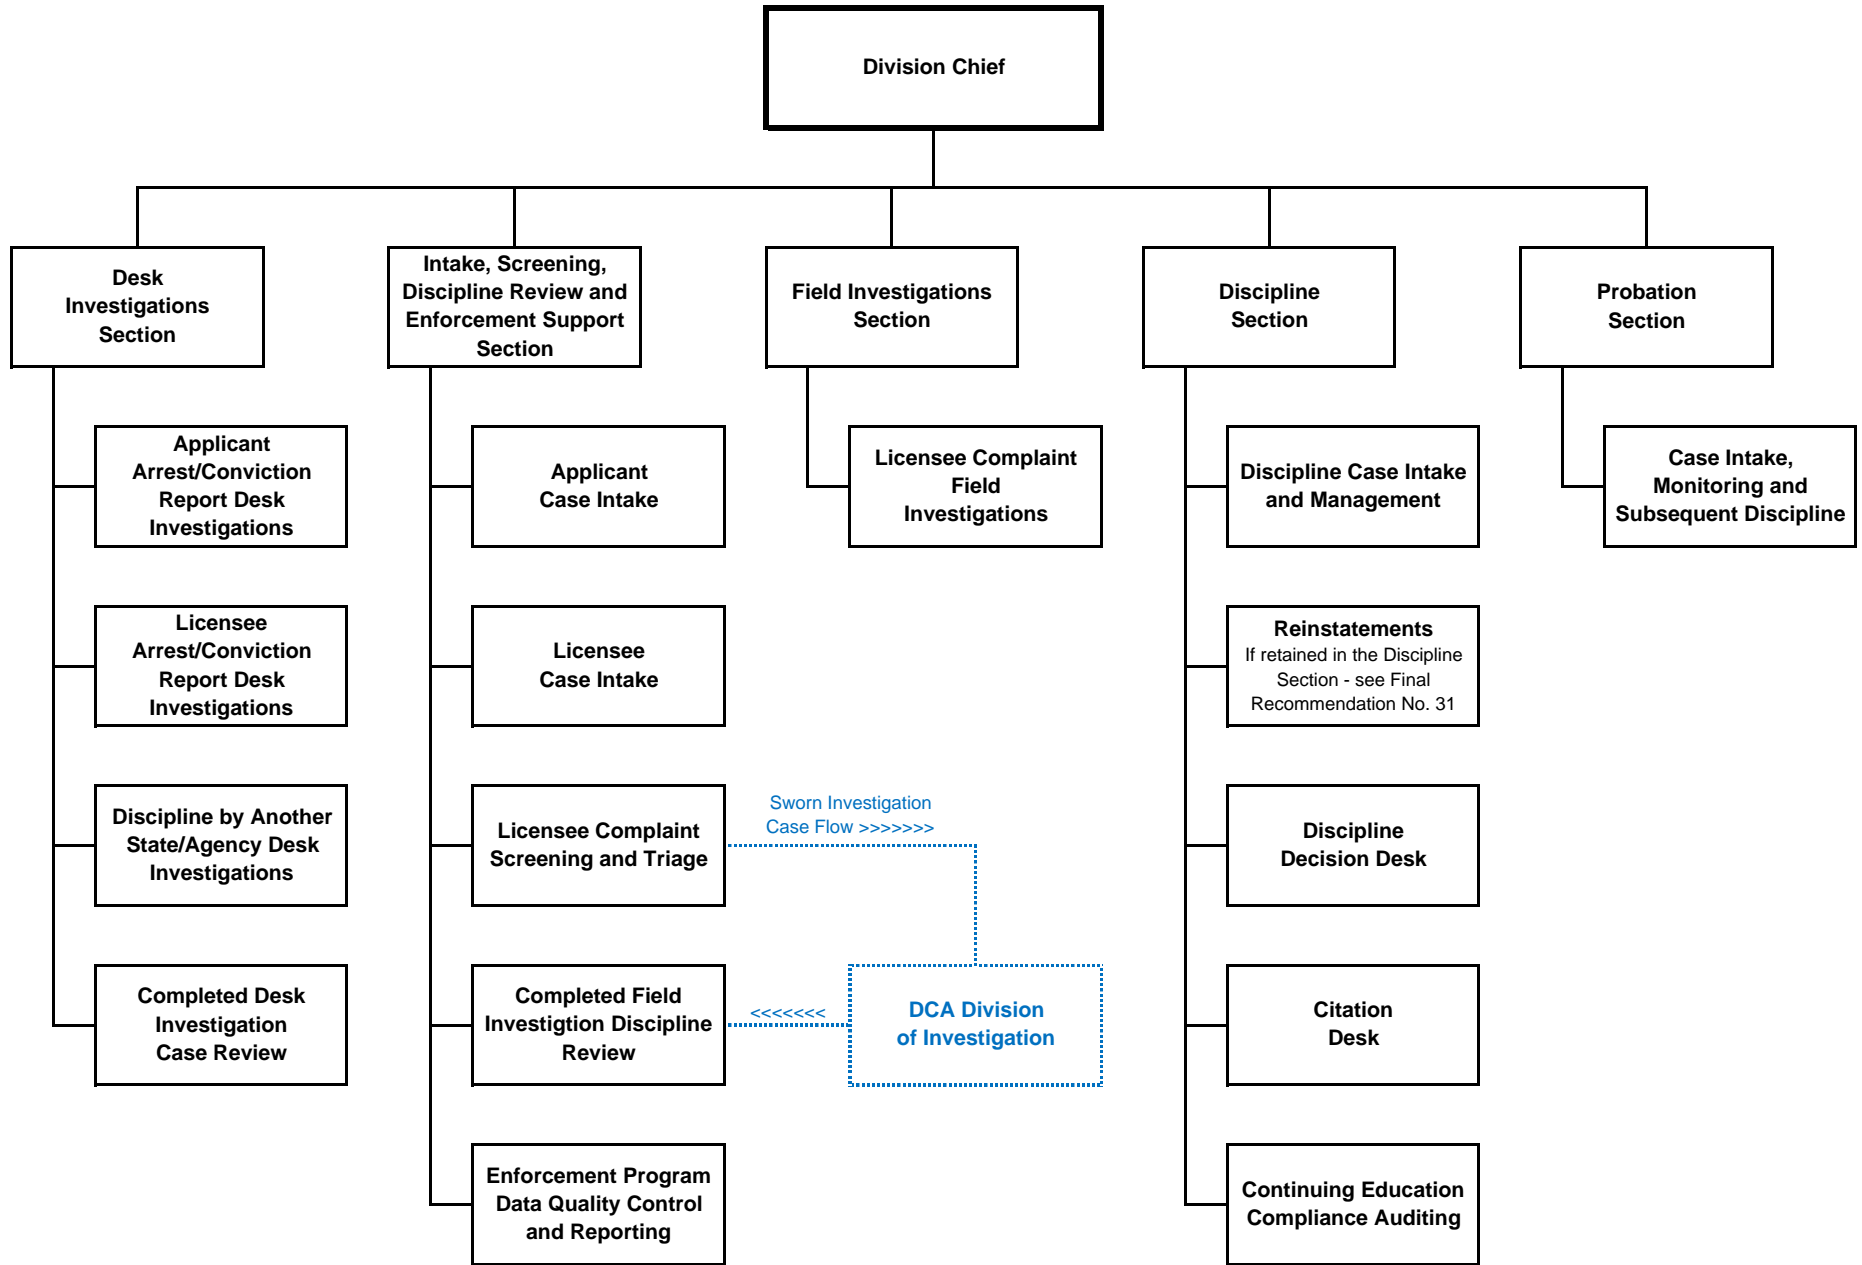 Division Chief
Desk
Investigations
Section
Intake, Screening,
Discipline Review and
Enforcement Support
Section
Field Investigations
Section
Discipline
Section
Probation
Section
Applicant
Arrest/Conviction
Report Desk
Investigations
Applicant
Case Intake
Licensee Complaint
Field
Investigations
Discipline Case Intake
and Management
Case Intake,
Monitoring and
Subsequent Discipline
Licensee
Arrest/Conviction
Report Desk
Investigations
Licensee
Case Intake
Reinstatements
If retained in the Discipline
Section - see Final
Recommendation No. 31
Discipline by Another
State/Agency Desk
Investigations
Licensee Complaint
Screening and Triage
Sworn Investigation
Case Flow >>>>>>>
Discipline
Decision Desk
Completed Desk
Investigation
Case Review
Completed Field
Investigtion Discipline
Review
<<<<<<<
DCA Division
of Investigation
Citation
Desk
Enforcement Program
Data Quality Control
and Reporting
Continuing Education
Compliance Auditing